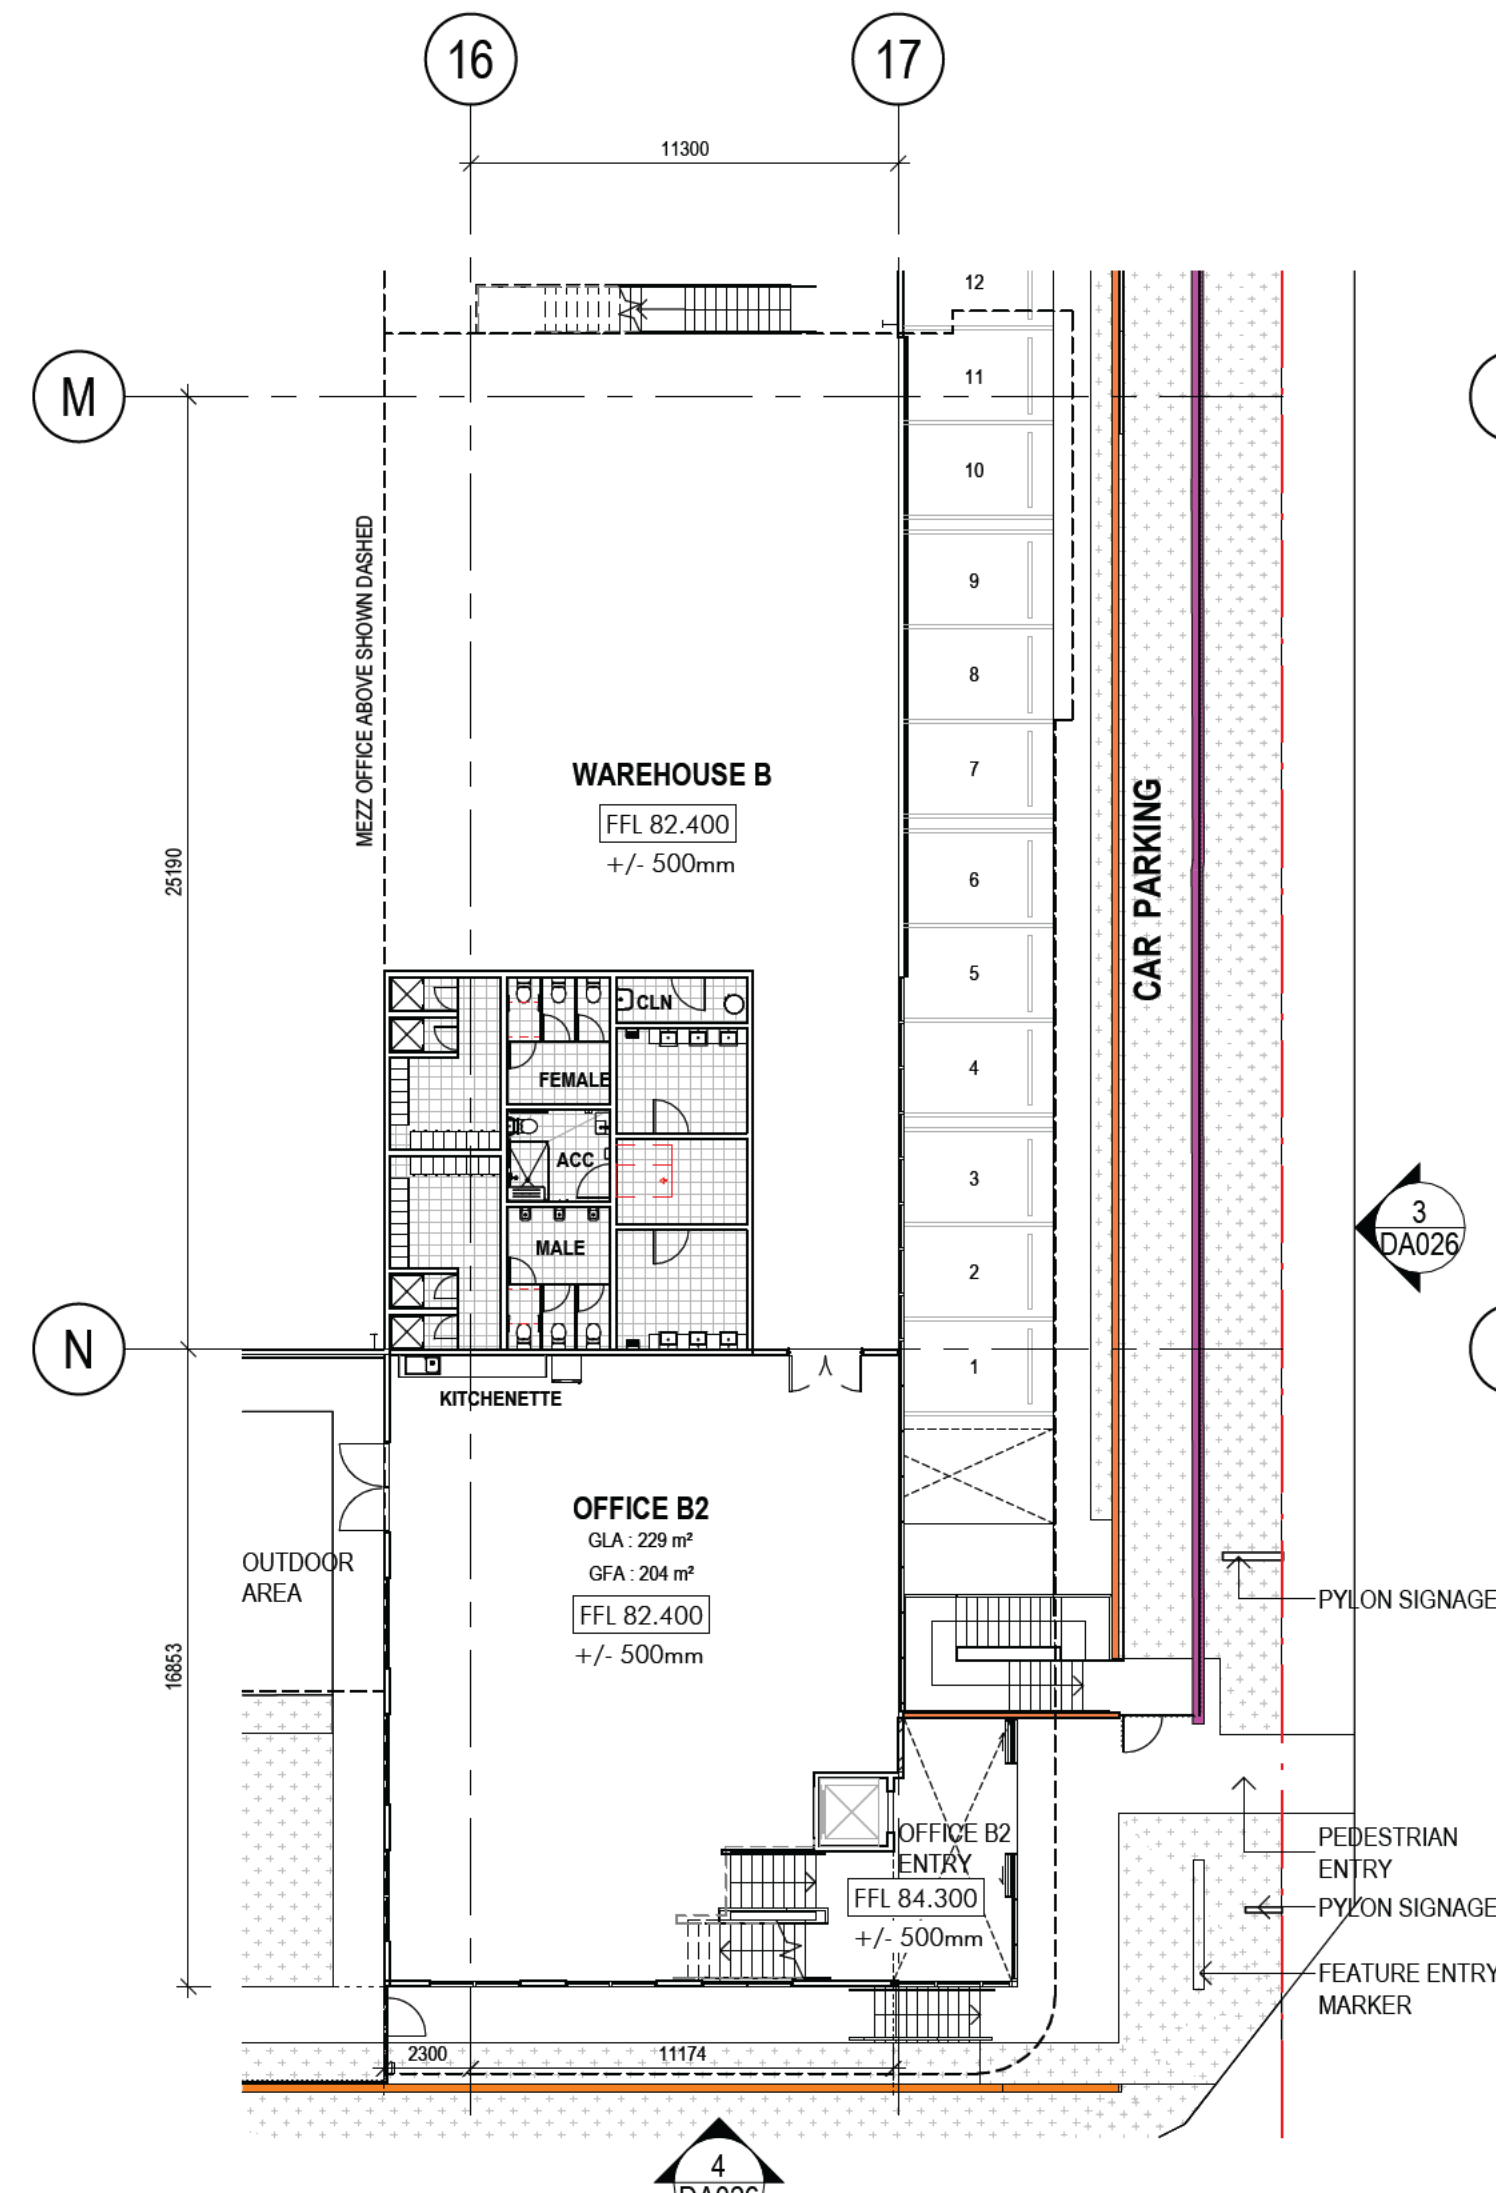 16
17
11300
12
M
11
10
9
8
7
6
5
4
3
2
1
MEZZ OFFICE ABOVE SHOWN DASHED
WAREHOUSE B
FFL 82.400
+/- 500mm
25190
CAR PARKING
CLN
FEMALE
ACC
MALE
3
DA026
N
KITCHENETTE
OFFICE B2
GLA : 229 m²
GFA : 204 m²
FFL 82.400
+/- 500mm
OUTDOOR
AREA
16853
PYLON SIGNAGE
OFFICE B2
ENTRY
FFL 84.300
+/- 500mm
PEDESTRIAN
ENTRY
PYLON SIGNAGE
FEATURE ENTRY
MARKER
2300
11174
4
DA026